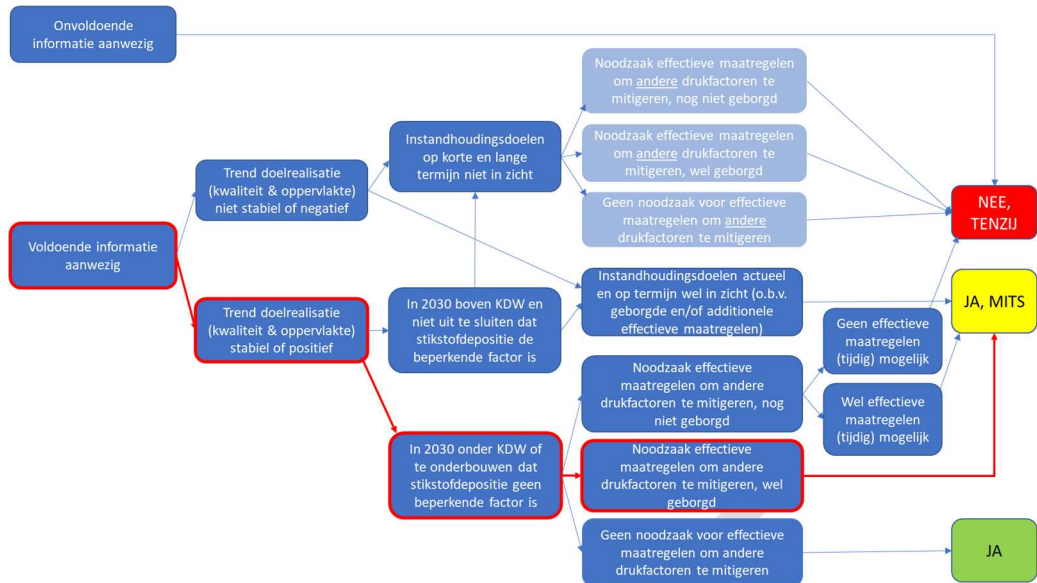 Onvoldoende
informatie aanwezig
Noodzaak effectieve maatregelen
om andere drukfactoren te
mitigeren, nog niet geborgd
Instandhoudingsdoelen
op korte en lange
termijn niet in zicht
Noodzaak effectieve maatregelen
om andere drukfactoren te
mitigeren, wel geborgd
Trend doelrealisatie
(kwaliteit & oppervlakte)
niet stabiel of negatief
Geen noodzaak voor effectieve
maatregelen om andere
drukfactoren te mitigeren
NEE,
TENZIJ
Voldoende informatie
aanwezig
Instandhoudingsdoelen actueel
en op termijn wel in zicht (o.b.v.
geborgde en/of additionele
effectieve maatregelen)
JA, MITS
Trend doelrealisatie
(kwaliteit & oppervlakte)
stabiel of positief
In 2030 boven KDW en
niet uit te sluiten dat
stikstofdepositie de
beperkende factor is
Geen effectieve
maatregelen
(tijdig) mogelijk
Noodzaak effectieve
maatregelen om andere
drukfactoren te mitigeren, nog
niet geborgd
Wel effectieve
maatregelen
(tijdig) mogelijk
In 2030 onder KDW of
te onderbouwen dat
stikstofdepositie geen
beperkende factor is
Noodzaak effectieve
maatregelen om andere
drukfactoren te mitigeren, wel
geborgd
Geen noodzaak voor effectieve
maatregelen om andere
drukfactoren te mitigeren
JA